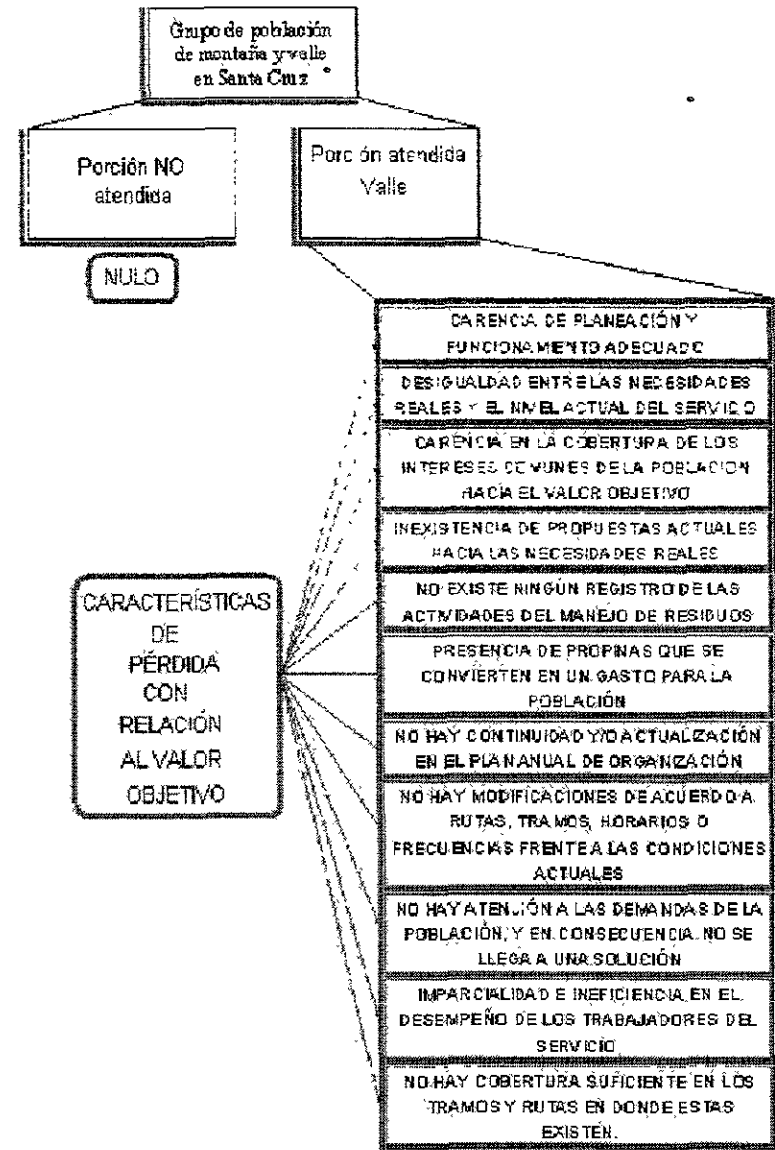 Grupo de población
de montaña y valle
en Santa Cruz
Porción NO
atendida
Porción atendida
Valle
NULO
CARENCIA DE PLANEACIÓN Y
FUNCIONAMIENTO ADECUADO
DESIGUALDAD ENTRE LAS NECESIDADES
REALES Y EL NIVEL ACTUAL DEL SERVICIO
CARENCIA EN LA COBERTURA DE LOS
INTERESES COMUNES DE LA POBLACION
HACÍA EL VALOR OBJETIVO
INEXISTENCIA DE PROPUESTAS ACTUALES
HACIA LAS NECESIDADES REALES
NO EXISTE NINGÚN REGISTRO DE LAS
ACTIVIDADES DEL MANEJO DE RESIDUOS
PRESENCIA DE PROPINAS QUE SE
CONVIERTEN EN UN GASTO PARA LA
POBLACIÓN
NO HAY CONTINUIDAD Y/O ACTUALIZACIÓN
EN EL PLAN ANUAL DE ORGANIZACIÓN
NO HAY MODIFICACIONES DE ACUERDO A
RUTAS, TRAMOS, HORARIOS O
FRECUENCIAS FRENTE A LAS CONDICIONES
ACTUALES
NO HAY ATENCIÓN A LAS DEMANDAS DE LA
POBLACIÓN, Y EN CONSECUENCIA NO SE
LLEGA A UNA SOLUCIÓN
IMPARCIALIDAD E INEFICIENCIA EN EL
DESEMPEÑO DE LOS TRABAJADORES DEL
SERVICIO
NO HAY COBERTURA SUFICIENTE EN LOS
TRAMOS Y RUTAS EN DONDE ESTAS
EXISTEN.
CARACTERÍSTICAS
DE
PÉRDIDA
CON
RELACIÓN
AL VALOR
OBJETIVO